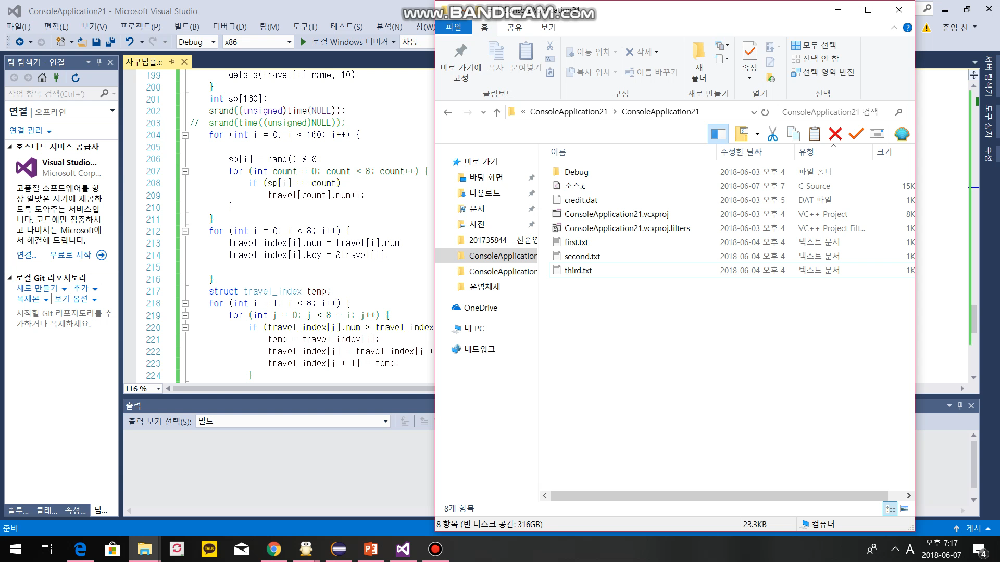 ConsoleApplication21 - Microsoft Visual Studio
파일(F) 편집(E) 보기(V) 프로젝트(P) 빌드(B) 디버그(D) 팀(M) 도구(T) 테스트(S) 분석(N) 창(W)
준영 신
Debug x86 로컬 Windows 디버거 자동
팀 탐색기 - 연결
작업 항목 검색(Ctrl+')
연결 | 오프라인
연결 관리
호스티드 서비스 공급자
Visual Studio...
Microsoft Corp...
고품질 소프트웨어를 항
상 알맞은 시기에 제공하
도록 도와주는 서비스입
니다. 코드에만 집중하시
고 나머지는 Microsoft에
서 해결해 드립니다.
연결... 무료로 시작
로컬 Git 리포지토리
새로 만들기 | 추가
복제본 | 보기 옵션
시작할 Git 리포지토리를 추
가하거나 복제하세요.
솔루... 클래... 속성... 팀...
자구팀플.c
199 gets_s(travel[i].name, 10);
200 }
201 int sp[160];
202 srand((unsigned)time(NULL));
203 // srand(time((unsigned)NULL));
204 for (int i = 0; i < 160; i++) {
205
206 sp[i] = rand() % 8;
207 for (int count = 0; count < 8; count++) {
208 if (sp[i] == count)
209 travel[count].num++;
210 }
211 }
212 for (int i = 0; i < 8; i++) {
213 travel_index[i].num = travel[i].num;
214 travel_index[i].key = &travel[i];
215
216 }
217 struct travel_index temp;
218 for (int i = 1; i < 8; i++) {
219 for (int j = 0; j < 8 - i; j++) {
220 if (travel_index[j].num > travel_index
221 temp = travel_index[j];
222 travel_index[j] = travel_index[j +
223 travel_index[j + 1] = temp;
224 }
116 %
출력
출력 보기 선택(S): 빌드
준비
게시
서버 탐색기
도구 상자
속성
www.BANDICAM.com
파일 홈 공유 보기
바로 가기에
고정
복사
붙여넣기
클립보드
이동 위치
복사 위치
삭제
이름 바꾸기
구성
새
폴더
새로 만들기
속성
열기
모두 선택
선택 안 함
선택 영역 반전
선택
« ConsoleApplication21 > ConsoleApplication21
ConsoleApplication21 검색
이름 수정한 날짜 유형 크기
바로 가기
바탕 화면
다운로드
문서
사진
201735844__신준영
ConsoleApplication
ConsoleApplication
운영체제
OneDrive
내 PC
네트워크
Debug 2018-06-03 오후 4 파일 폴더
소스.c 2018-06-07 오후 7 C Source 15K
credit.dat 2018-06-03 오후 5 DAT 파일 1K
ConsoleApplication21.vcxproj 2018-06-03 오후 4 VC++ Project 8K
ConsoleApplication21.vcxproj.filters 2018-06-03 오후 4 VC++ Project Filt... 1K
first.txt 2018-06-04 오후 4 텍스트 문서 1K
second.txt 2018-06-04 오후 4 텍스트 문서 1K
third.txt 2018-06-04 오후 4 텍스트 문서 1K
8개 항목
8 항목 (빈 디스크 공간: 316GB) 23.3KB 컴퓨터
TALK
A
오후 7:17
2018-06-07
4